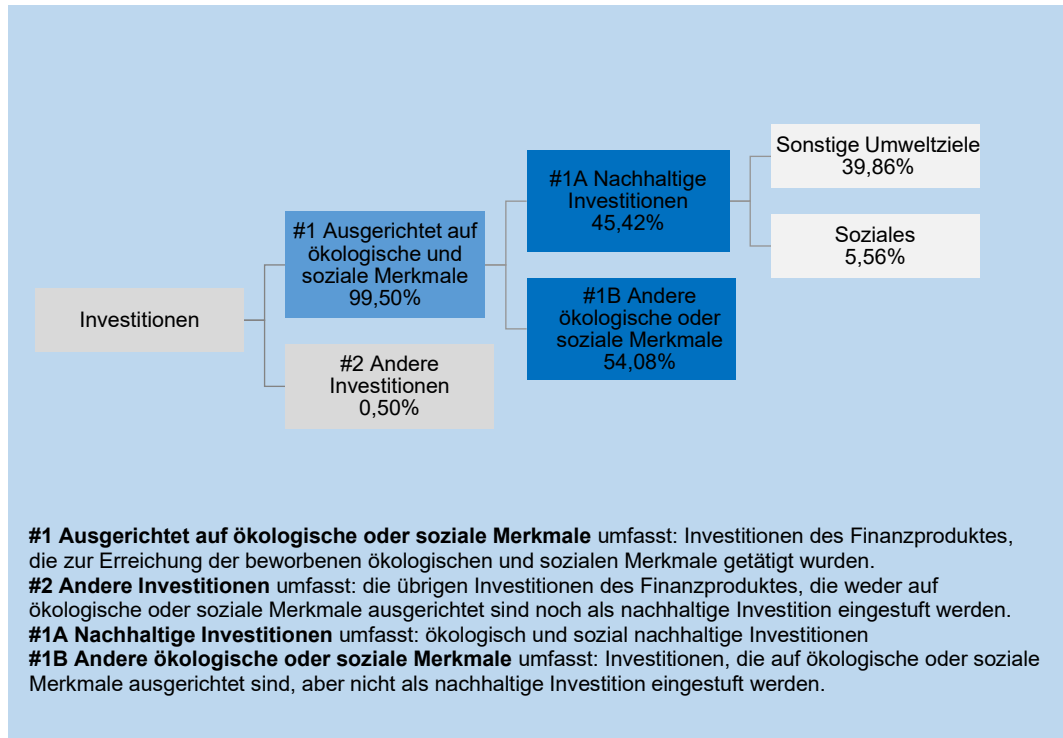 Investitionen
#1 Ausgerichtet auf
ökologische und
soziale Merkmale
99,50%
#2 Andere
Investitionen
0,50%
#1A Nachhaltige
Investitionen
45,42%
#1B Andere
ökologische oder
soziale Merkmale
54,08%
Sonstige Umweltziele
39,86%
Soziales
5,56%
#1 Ausgerichtet auf ökologische oder soziale Merkmale umfasst: Investitionen des Finanzproduktes,
die zur Erreichung der beworbenen ökologischen und sozialen Merkmale getätigt wurden.
#2 Andere Investitionen umfasst: die übrigen Investitionen des Finanzproduktes, die weder auf
ökologische oder soziale Merkmale ausgerichtet sind noch als nachhaltige Investition eingestuft werden.
#1A Nachhaltige Investitionen umfasst: ökologisch und sozial nachhaltige Investitionen
#1B Andere ökologische oder soziale Merkmale umfasst: Investitionen, die auf ökologische oder soziale
Merkmale ausgerichtet sind, aber nicht als nachhaltige Investition eingestuft werden.